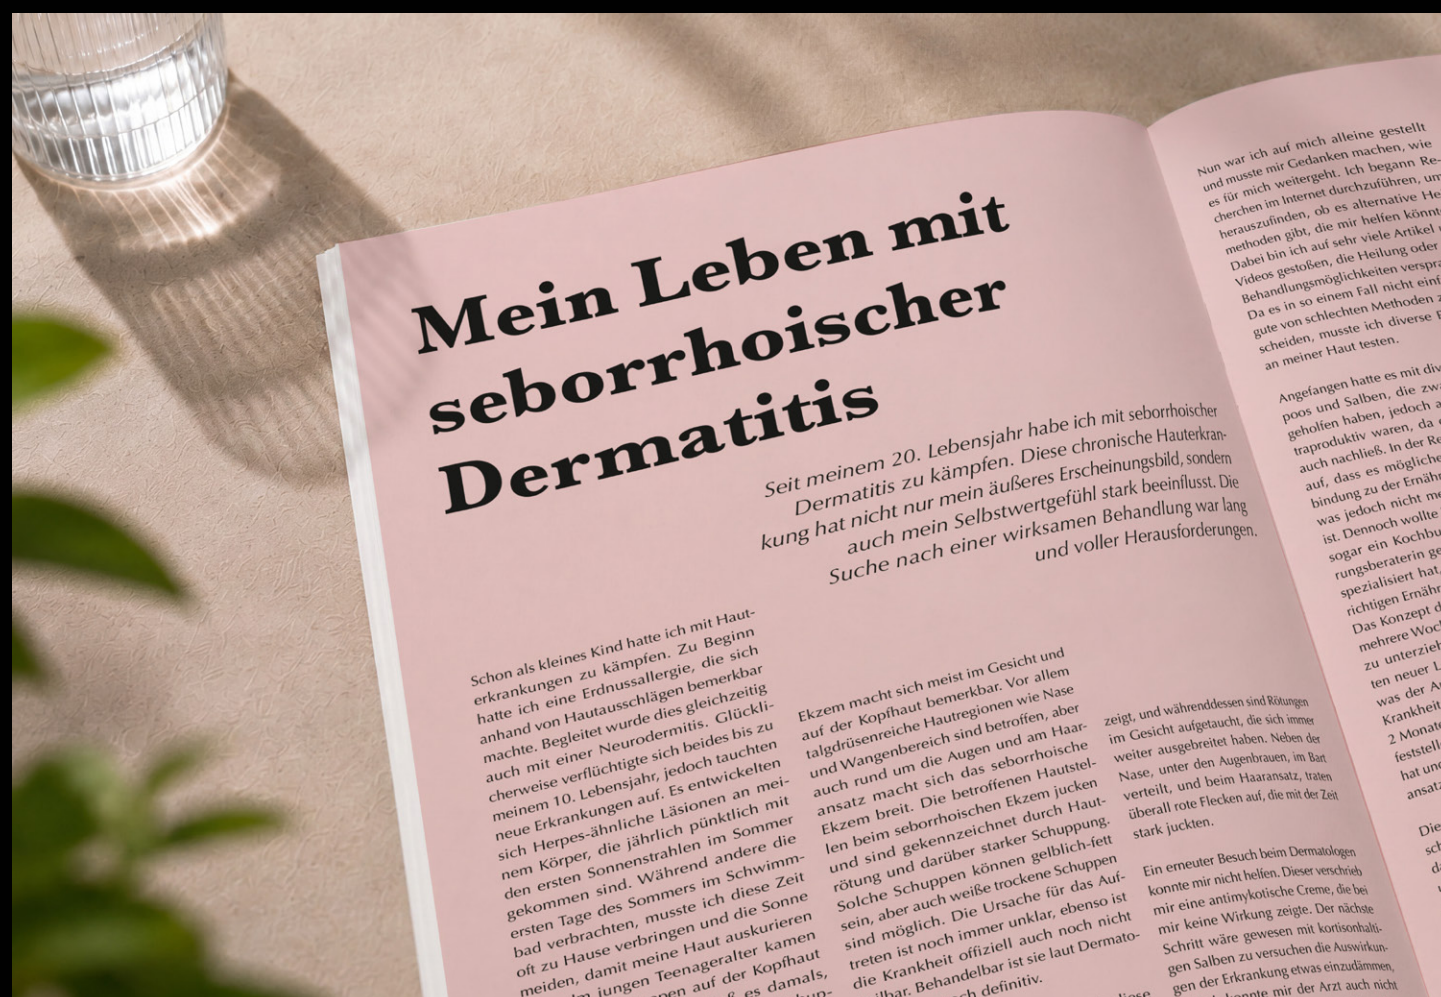 Mein Leben mit
seborrhoischer
Dermatitis
Seit meinem 20. Lebensjahr habe ich mit seborrhoischer
Dermatitis zu kämpfen. Diese chronische Hauterkran-
kung hat nicht nur mein äußeres Erscheinungsbild, sondern
auch mein Selbstwertgefühl stark beeinflusst. Die
Suche nach einer wirksamen Behandlung war lang
und voller Herausforderungen.
Schon als kleines Kind hatte ich mit Haut-
erkrankungen zu kämpfen. Zu Beginn
hatte ich eine Erdnussallergie, die sich
anhand von Hautausschlägen bemerkbar
machte. Begleitet wurde dies gleichzeitig
auch mit einer Neurodermitis. Glückli-
cherweise verflüchtigte sich beides bis zu
meinem 10. Lebensjahr, jedoch tauchten
neue Erkrankungen auf. Es entwickelten
sich Herpes-ähnliche Läsionen an mei-
nem Körper, die jährlich pünktlich mit
den ersten Sonnenstrahlen im Sommer
gekommen sind. Während andere die
ersten Tage des Sommers im Schwimm-
bad verbrachten, musste ich diese Zeit
oft zu Hause verbringen und die Sonne
meiden, damit meine Haut auskurieren
jungen Teenageralter kamen
auf der Kopfhaut
es damals,
Ekzem macht sich meist im Gesicht und
auf der Kopfhaut bemerkbar. Vor allem
talgdrüsenreiche Hautregionen wie Nase
und Wangenbereich sind betroffen, aber
auch rund um die Augen und am Haar-
ansatz macht sich das seborrhoische
Ekzem breit. Die betroffenen Hautstel-
len beim seborrhoischen Ekzem jucken
und sind gekennzeichnet durch Haut-
rötung und darüber starker Schuppung.
Solche Schuppen können gelblich-fett
sein, aber auch weiße trockene Schuppen
sind möglich. Die Ursache für das Auf-
treten ist noch immer unklar, ebenso ist
die Krankheit offiziell auch noch nicht
Behandelbar ist sie laut Dermato-
definitiv.
zeigt, und währenddessen sind Rötungen
im Gesicht aufgetaucht, die sich immer
weiter ausgebreitet haben. Neben der
Nase, unter den Augenbrauen, im Bart
verteilt, und beim Haaransatz, traten
überall rote Flecken auf, die mit der Zeit
stark juckten.
Ein erneuter Besuch beim Dermatologen
konnte mir nicht helfen. Dieser verschrieb
mir eine antimykotische Creme, die bei
mir keine Wirkung zeigte. Der nächste
Schritt wäre gewesen mit kortisonhalti-
gen Salben zu versuchen die Auswirkun-
gen der Erkrankung etwas einzudämmen,
konnte mir der Arzt auch nicht
Nun war ich auf mich alleine gestellt
und musste mir Gedanken machen, wie
es für mich weitergeht. Ich begann Re-
cherchen im Internet durchzuführen, um
herauszufinden, ob es alternative
methoden gibt, die mir helfen
Dabei bin ich auf sehr viele Artikel
Videos gestoßen, die Heilung oder
Behandlungsmöglichkeiten
Da es in so einem Fall nicht
gute von schlechten Methoden
scheiden, musste ich diverse
an meiner Haut testen.
Angefangen hatte es mit
poos und Salben, die
geholfen haben, jedoch
traproduktiv waren, da
auch nachließ. In der
auf, dass es
bindung zu der
was jedoch nicht
ist. Dennoch wollte
sogar ein
rungsberaterin
spezialisiert hat,
richtigen
Das Konzept
mehrere
ten neuer
was der
2 Monate
hat